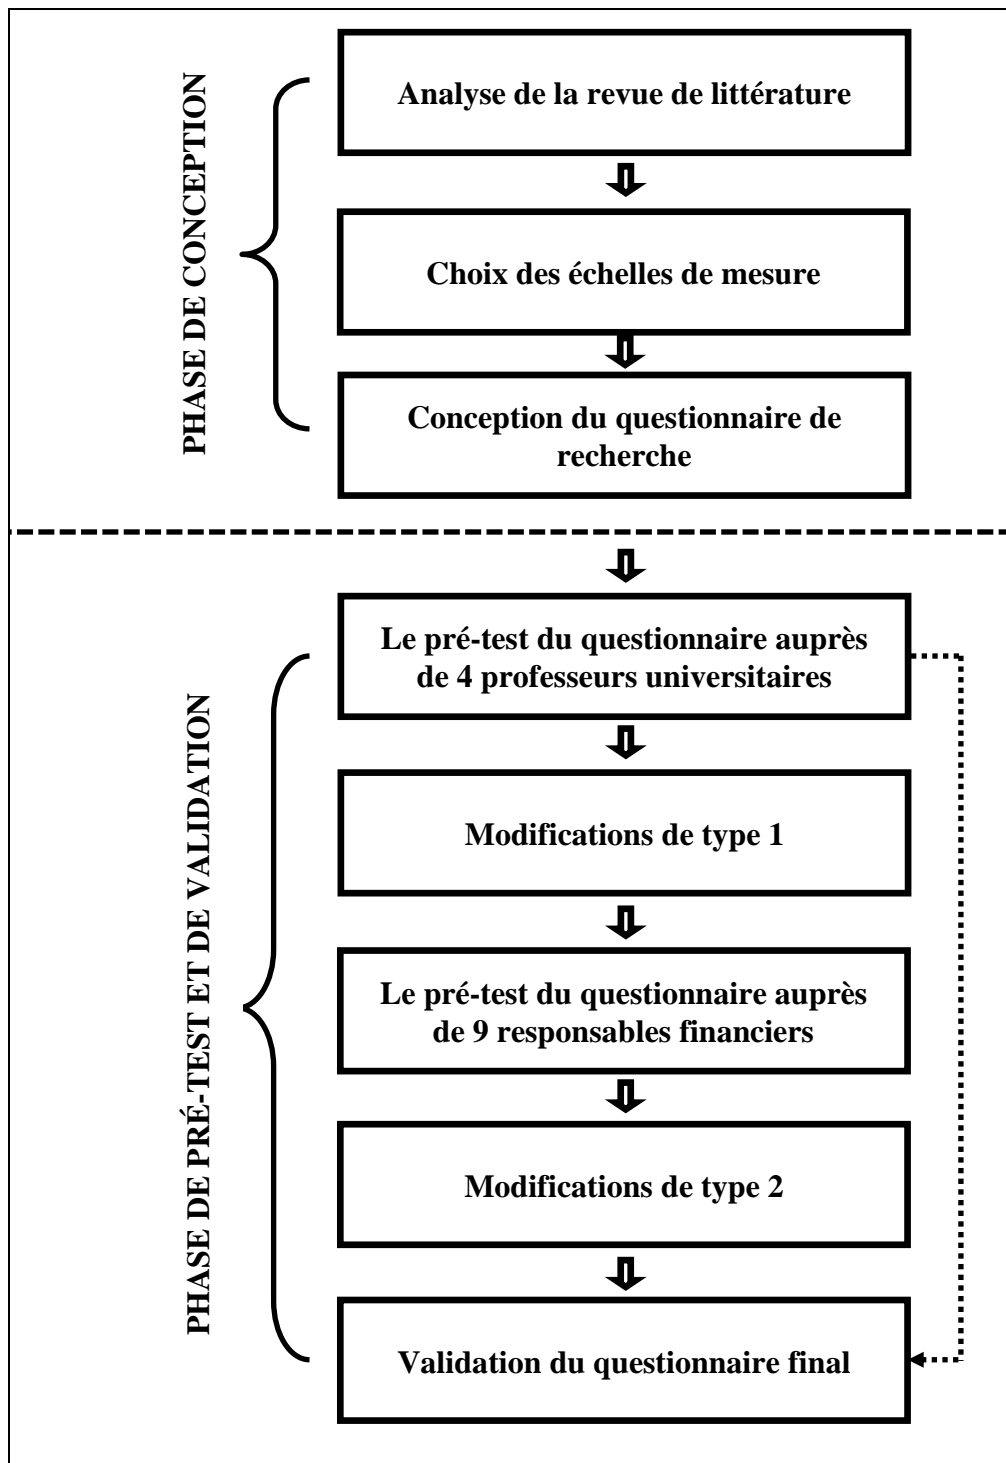 PHASE DE CONCEPTION
Analyse de la revue de littérature
Choix des échelles de mesure
Conception du questionnaire de
recherche
PHASE DE PRÉ-TEST ET DE VALIDATION
Le pré-test du questionnaire auprès
de 4 professeurs universitaires
Modifications de type 1
Le pré-test du questionnaire auprès
de 9 responsables financiers
Modifications de type 2
Validation du questionnaire final